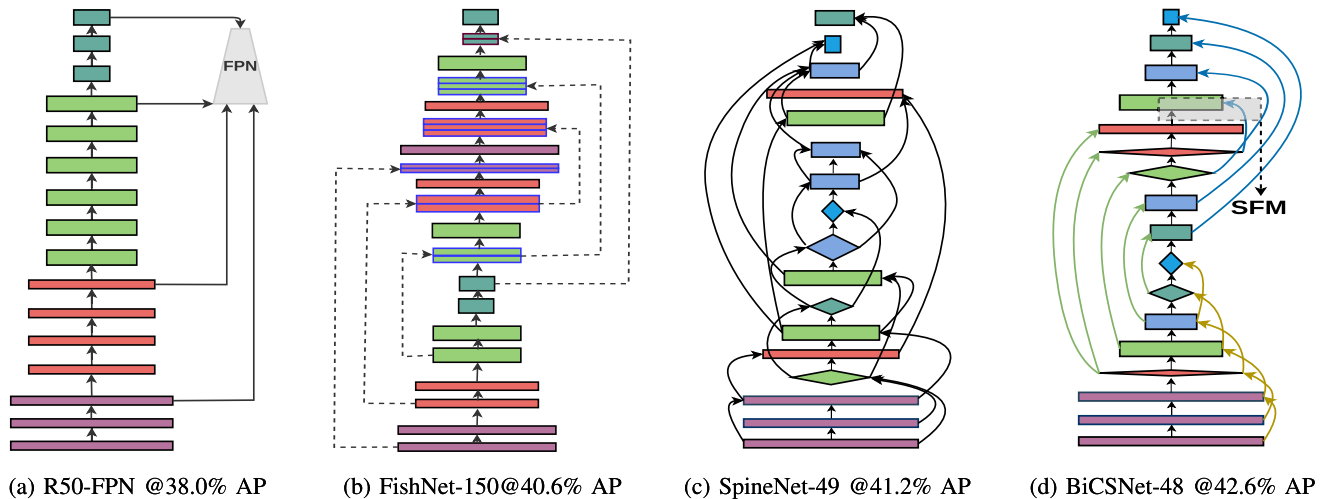 FPN
SFM
(a) R50-FPN @38.0% AP
(b) FishNet-150@40.6% AP
(c) SpineNet-49 @41.2% AP
(d) BiCSNet-48 @42.6% AP